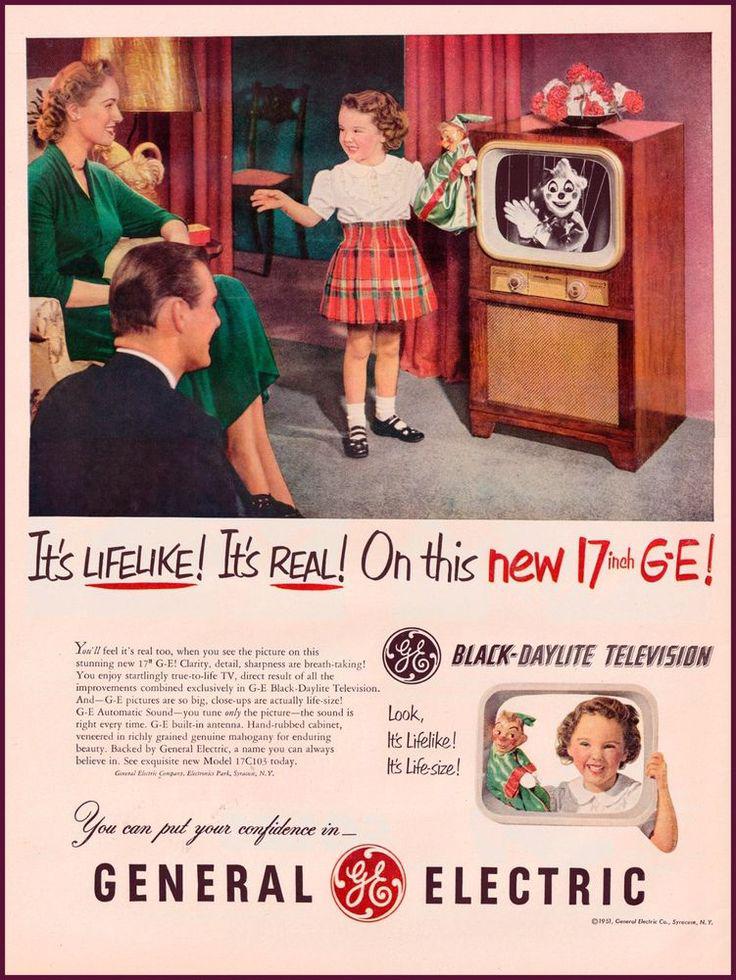 It's LIFELIKE! It's REAL! On this new 17 inch G-E!
You'll feel it's real too, when you see the picture on this
stunning new 17" G-E! Clarity, detail, sharpness are breath-taking!
You enjoy startlingly true-to-life TV, direct result of all the
improvements combined exclusively in G-E Black-Daylite Television.
And—G-E pictures are so big, close-ups are actually life-size!
G-E Automatic Sound—you tune only the picture—the sound is
right every time. G-E built-in antenna. Hand-rubbed cabinet,
veneered in richly grained genuine mahogany for enduring
beauty. Backed by General Electric, a name you can always
believe in. See exquisite new Model 17C103 today.
General Electric Company, Electronics Park, Syracuse, N. Y.
GE BLACK-DAYLITE TELEVISION
Look,
It's Lifelike!
It's Life-size!
You can put your confidence in—
GENERAL GE ELECTRIC
©1951, General Electric Co., Syracuse, N. Y.